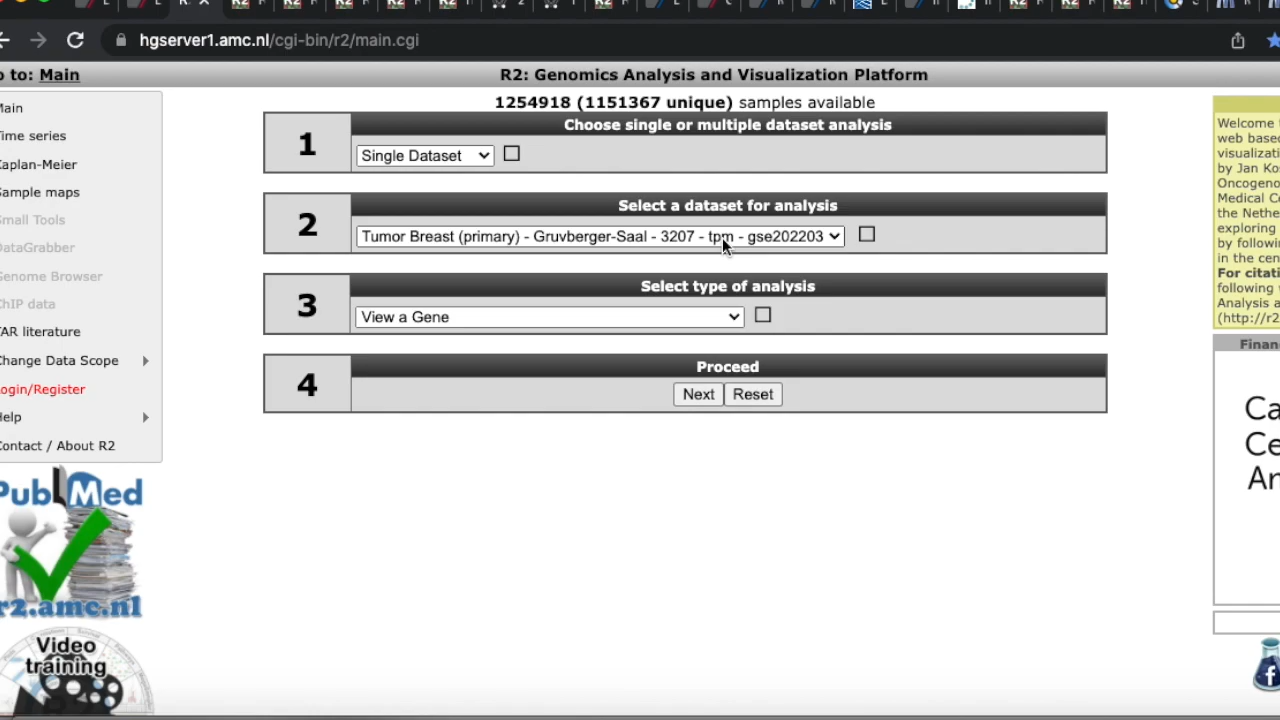 hgserver1.amc.nl/cgi-bin/r2/main.cgi
to: Main
R2: Genomics Analysis and Visualization Platform
1254918 (1151367 unique) samples available
1
Choose single or multiple dataset analysis
Single Dataset
2
Select a dataset for analysis
Tumor Breast (primary) - Gruvberger-Saal - 3207 - tpm - gse202203
3
Select type of analysis
View a Gene
4
Proceed
Next
Reset
Main
Time series
Kaplan-Meier
Sample maps
Small Tools
DataGrabber
Genome Browser
ChIP data
TAR literature
Change Data Scope
Login/Register
Help
Contact / About R2
PubMed
r2.amc.nl
Video
training
Welcome
web base
visualizati
by Jan Ko
Oncogeno
Medical C
the Nethe
exploring
by followi
in the cen
For citati
following
Analysis a
(http://r2
Finan
Ca
Ce
An